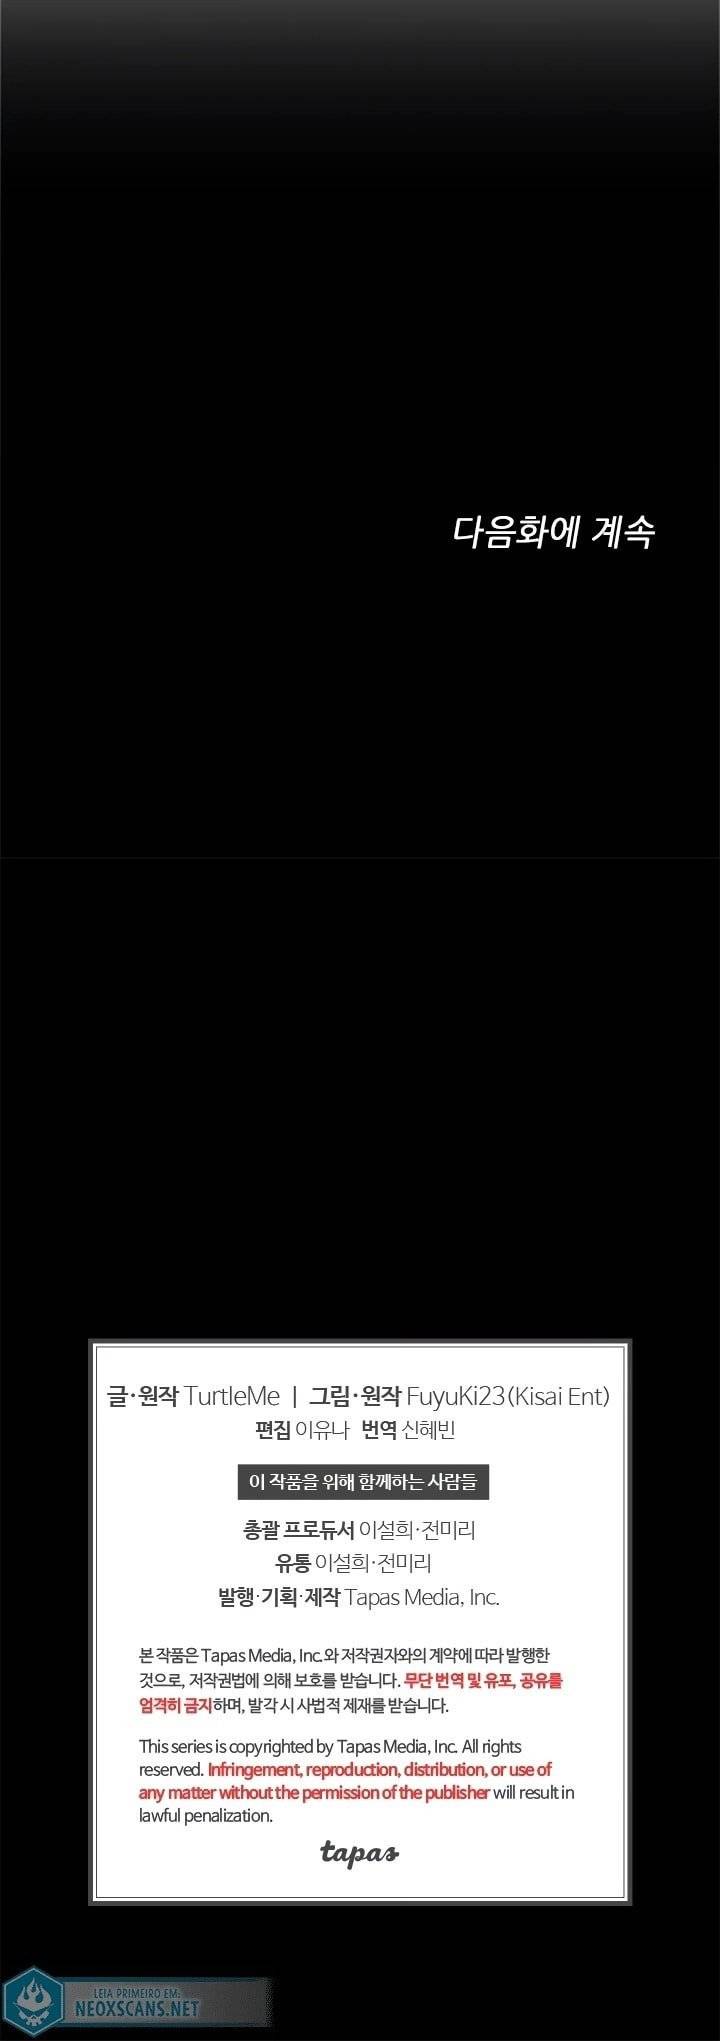 다음화에 계속
글·원작 TurtleMe | 그림·원작 FuyuKi23(Kisai Ent)
편집 이유나 번역 신혜빈
이 작품을 위해 함께하는 사람들
총괄 프로듀서 이설희·전미리
유통 이설희·전미리
발행·기획·제작 Tapas Media, Inc.
본 작품은 Tapas Media, Inc.와 저작권자와의 계약에 따라 발행한
것으로, 저작권법에 의해 보호를 받습니다. 무단 번역 및 유포, 공유를
엄격히 금지하며, 발각 시 사법적 제재를 받습니다.
This series is copyrighted by Tapas Media, Inc. All rights
reserved. Infringement, reproduction, distribution, or use of
any matter without the permission of the publisher will result in
lawful penalization.
tapas
LEIA PRIMEIRO EM:
NEOXSCANS.NET